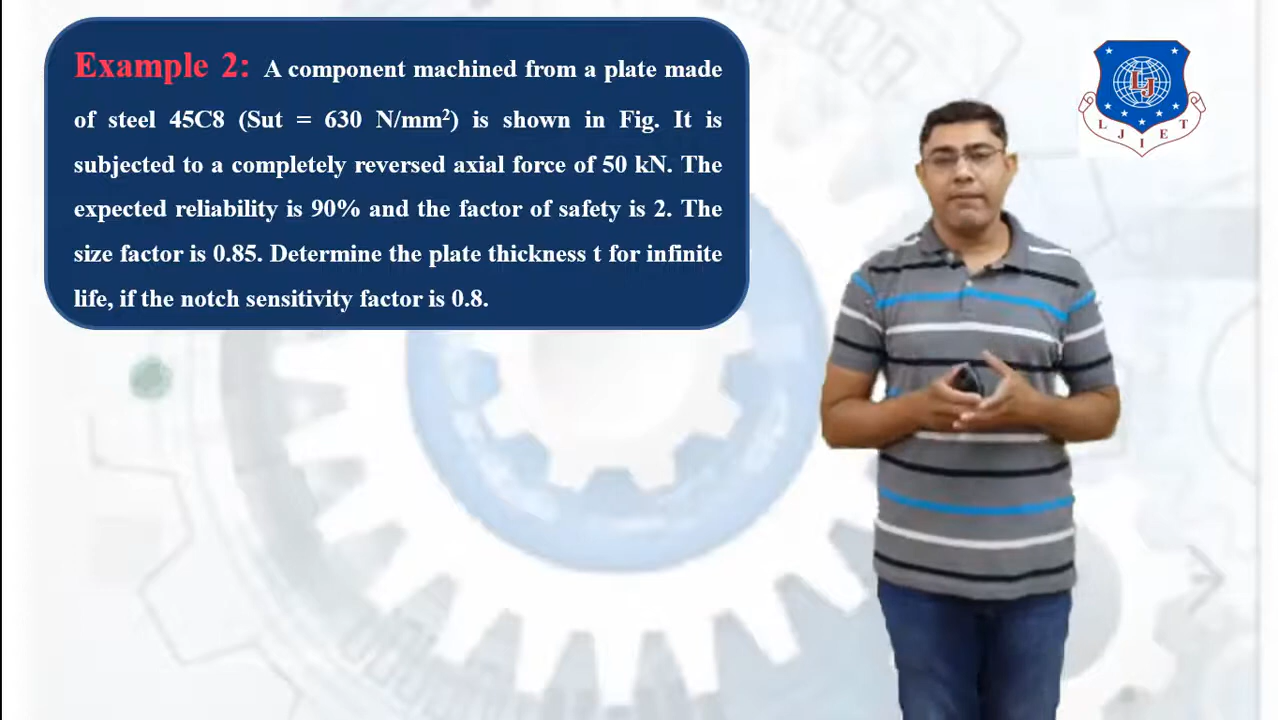 Example 2: A component machined from a plate made
of steel 45C8 (Sut = 630 N/mm²) is shown in Fig. It is
subjected to a completely reversed axial force of 50 kN. The
expected reliability is 90% and the factor of safety is 2. The
size factor is 0.85. Determine the plate thickness t for infinite
life, if the notch sensitivity factor is 0.8.
LJ
L J I E T